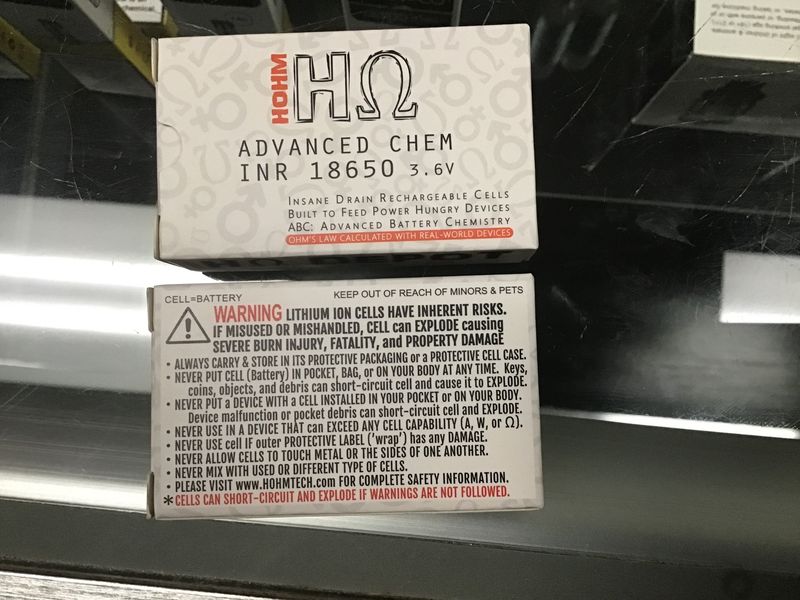 HOHM
HΩ
ADVANCED CHEM
INR 18650 3.6V
INSANE DRAIN RECHARGEABLE CELLS
BUILT TO FEED POWER HUNGRY DEVICES
ABC: ADVANCED BATTERY CHEMISTRY
OHM'S LAW CALCULATED WITH REAL-WORLD DEVICES
CELL=BATTERY KEEP OUT OF REACH OF MINORS & PETS
WARNING LITHIUM ION CELLS HAVE INHERENT RISKS.
IF MISUSED OR MISHANDLED, CELL can EXPLODE causing
SEVERE BURN INJURY, FATALITY, and PROPERTY DAMAGE
• ALWAYS CARRY & STORE IN ITS PROTECTIVE PACKAGING or a PROTECTIVE CELL CASE.
• NEVER PUT CELL (Battery) IN POCKET, BAG, or ON YOUR BODY AT ANY TIME. Keys,
coins, objects, and debris can short-circuit cell and cause it to EXPLODE.
• NEVER PUT a DEVICE WITH a CELL INSTALLED IN YOUR POCKET or ON YOUR BODY.
Device malfunction or pocket debris can short-circuit cell and EXPLODE.
• NEVER USE IN A DEVICE THAT can EXCEED ANY CELL CAPABILITY (A, W, or Ω).
• NEVER USE cell IF outer PROTECTIVE LABEL ('wrap') has any DAMAGE.
• NEVER ALLOW CELLS TO TOUCH METAL OR THE SIDES OF ONE ANOTHER.
• NEVER MIX WITH USED OR DIFFERENT TYPE OF CELLS.
• PLEASE VISIT www.HOHMTECH.com FOR COMPLETE SAFETY INFORMATION.
*CELLS CAN SHORT-CIRCUIT AND EXPLODE IF WARNINGS ARE NOT FOLLOWED.